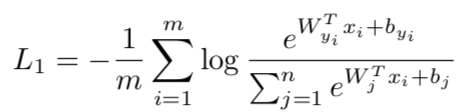 L_1 = -\frac{1}{m} \sum_{i=1}^{m} \log \frac{e^{W_{y_i}^T x_i + b_{y_i}}}{\sum_{j=1}^{n} e^{W_j^T x_i + b_j}}